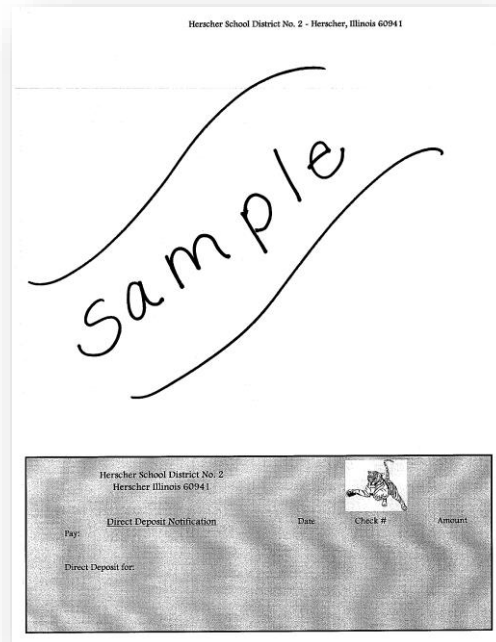 Herscher School District No. 2 - Herscher, Illinois 60941
Sample
Herscher School District No. 2
Herscher Illinois 60941
Direct Deposit Notification Date Check # Amount
Pay:
Direct Deposit for: